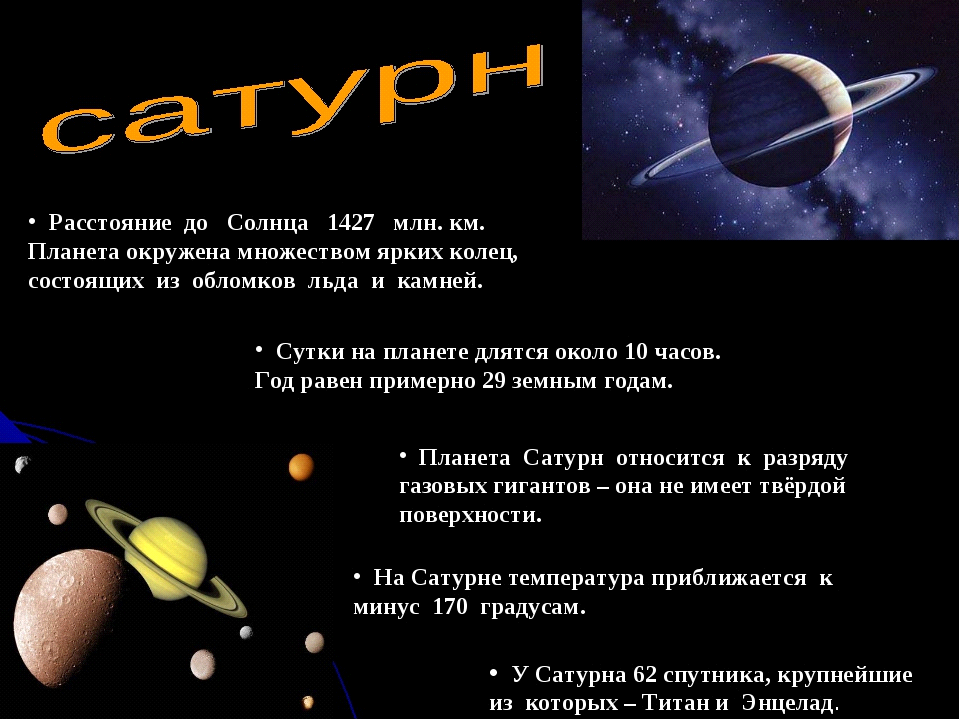 сатурн
• Расстояние до Солнца 1427 млн. км.
Планета окружена множеством ярких колец,
состоящих из обломков льда и камней.
• Сутки на планете длятся около 10 часов.
Год равен примерно 29 земным годам.
• Планета Сатурн относится к разряду
газовых гигантов – она не имеет твёрдой
поверхности.
• На Сатурне температура приближается к
минус 170 градусам.
• У Сатурна 62 спутника, крупнейшие
из которых – Титан и Энцелад.